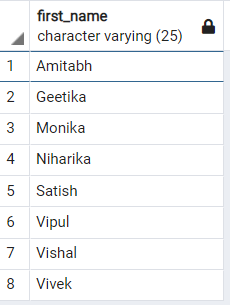 first_name
character varying (25)
1 Amitabh
2 Geetika
3 Monika
4 Niharika
5 Satish
6 Vipul
7 Vishal
8 Vivek